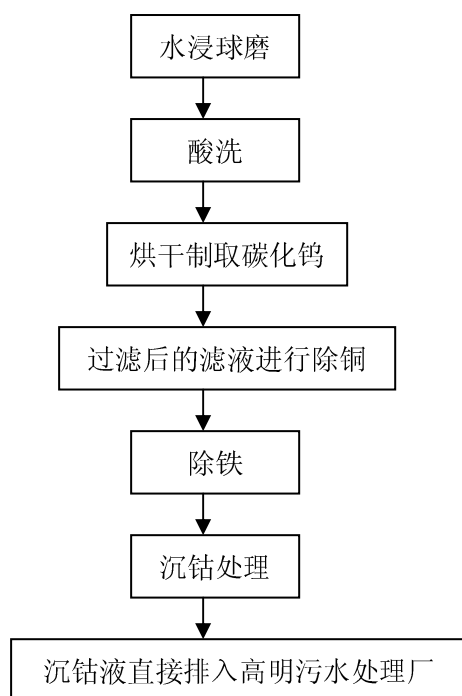 水浸球磨
酸洗
烘干制取碳化钨
过滤后的滤液进行除铜
除铁
沉钴处理
沉钴液直接排入高明污水处理厂